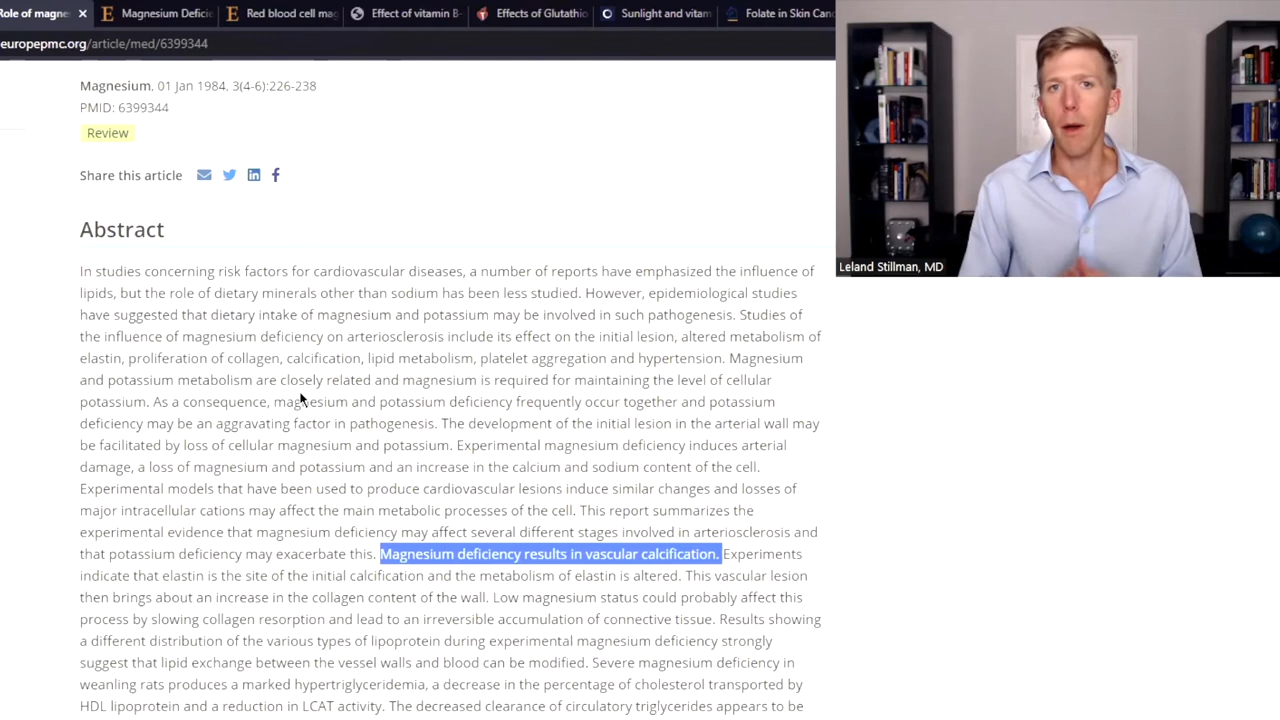 Role of magne
Magnesium Defici
Red blood cell mag
Effect of vitamin B-
Effects of Glutathio
Sunlight and vitam
Folate in Skin Canc
europepmc.org/article/med/6399344
Magnesium, 01 Jan 1984, 3(4-6):226-238
PMID: 6399344
Review
Share this article
Abstract
In studies concerning risk factors for cardiovascular diseases, a number of reports have emphasized the influence of
lipids, but the role of dietary minerals other than sodium has been less studied. However, epidemiological studies
have suggested that dietary intake of magnesium and potassium may be involved in such pathogenesis. Studies of
the influence of magnesium deficiency on arteriosclerosis include its effect on the initial lesion, altered metabolism of
elastin, proliferation of collagen, calcification, lipid metabolism, platelet aggregation and hypertension. Magnesium
and potassium metabolism are closely related and magnesium is required for maintaining the level of cellular
potassium. As a consequence, magnesium and potassium deficiency frequently occur together and potassium
deficiency may be an aggravating factor in pathogenesis. The development of the initial lesion in the arterial wall may
be facilitated by loss of cellular magnesium and potassium. Experimental magnesium deficiency induces arterial
damage, a loss of magnesium and potassium and an increase in the calcium and sodium content of the cell.
Experimental models that have been used to produce cardiovascular lesions induce similar changes and losses of
major intracellular cations may affect the main metabolic processes of the cell. This report summarizes the
experimental evidence that magnesium deficiency may affect several different stages involved in arteriosclerosis and
that potassium deficiency may exacerbate this. Magnesium deficiency results in vascular calcification. Experiments
indicate that elastin is the site of the initial calcification and the metabolism of elastin is altered. This vascular lesion
then brings about an increase in the collagen content of the wall. Low magnesium status could probably affect this
process by slowing collagen resorption and lead to an irreversible accumulation of connective tissue. Results showing
a different distribution of the various types of lipoprotein during experimental magnesium deficiency strongly
suggest that lipid exchange between the vessel walls and blood can be modified. Severe magnesium deficiency in
weanling rats produces a marked hypertriglyceridemia, a decrease in the percentage of cholesterol transported by
HDL lipoprotein and a reduction in LCAT activity. The decreased clearance of circulatory triglycerides appears to be
Leland Stillman, MD